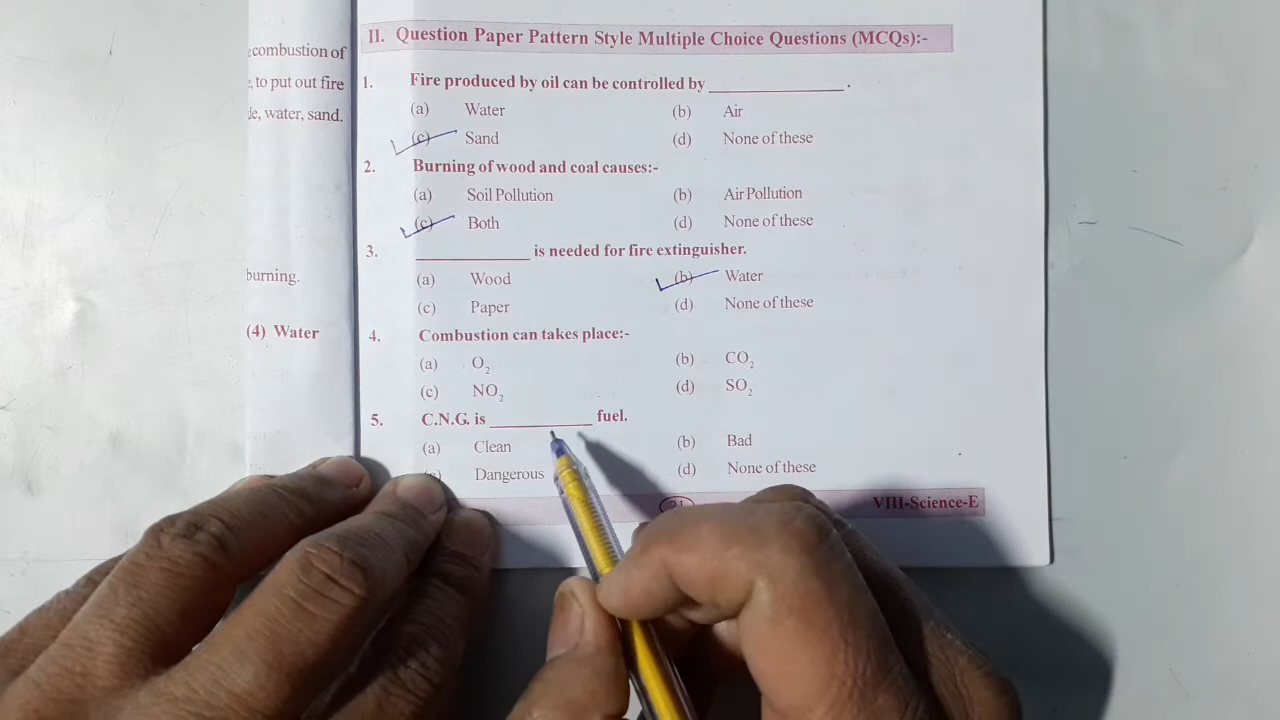 combustion of
, to put out fire
de, water, sand.
burning.
(4) Water
II. Question Paper Pattern Style Multiple Choice Questions (MCQs):-
1. Fire produced by oil can be controlled by ____________ .
(a) Water (b) Air
(c) Sand (d) None of these
2. Burning of wood and coal causes:-
(a) Soil Pollution (b) Air Pollution
(c) Both (d) None of these
3. ____________ is needed for fire extinguisher.
(a) Wood (b) Water
(c) Paper (d) None of these
4. Combustion can takes place:-
(a) O₂ (b) CO₂
(c) NO₂ (d) SO₂
5. C.N.G. is ____________ fuel.
(a) Clean (b) Bad
Dangerous (d) None of these
VIII-Science-E